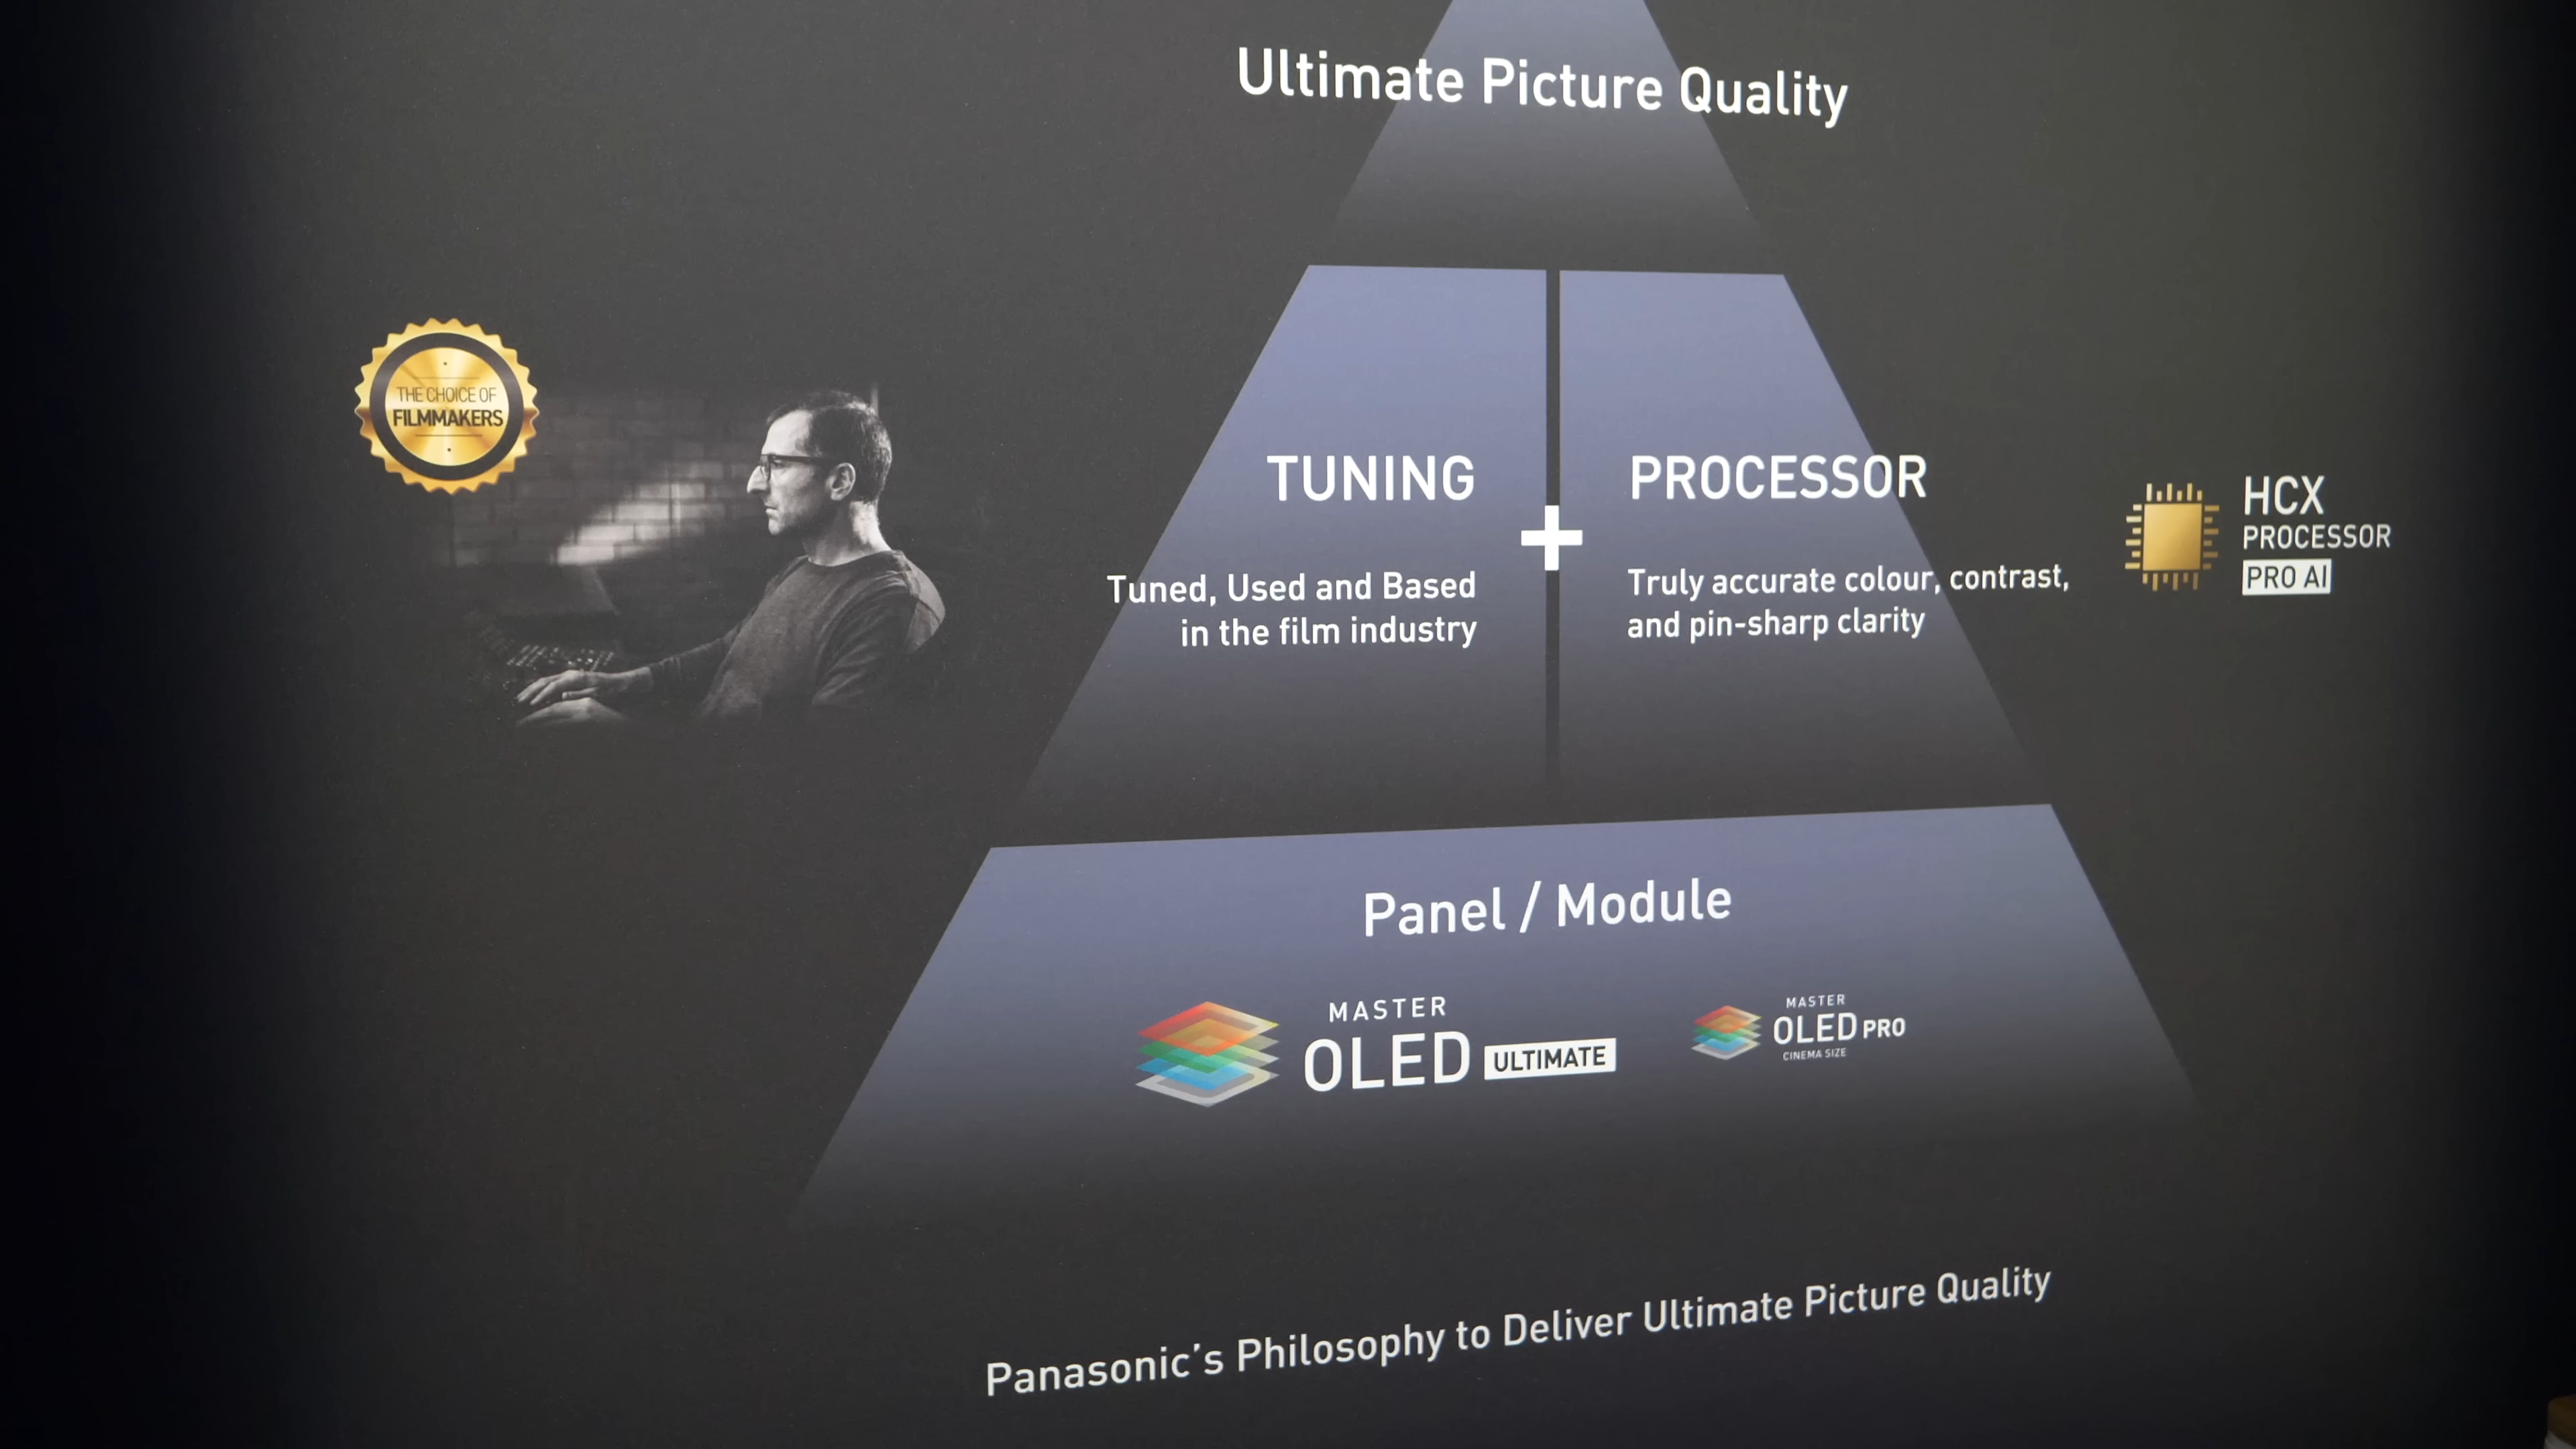 Ultimate Picture Quality
THE CHOICE OF
FILMMAKERS
TUNING
Tuned, Used and Based
in the film industry
+
PROCESSOR
Truly accurate colour, contrast,
and pin-sharp clarity
HCX
PROCESSOR
PRO AI
Panel / Module
MASTER
OLED ULTIMATE
MASTER
OLED PRO
CINEMA SIZE
Panasonic's Philosophy to Deliver Ultimate Picture Quality